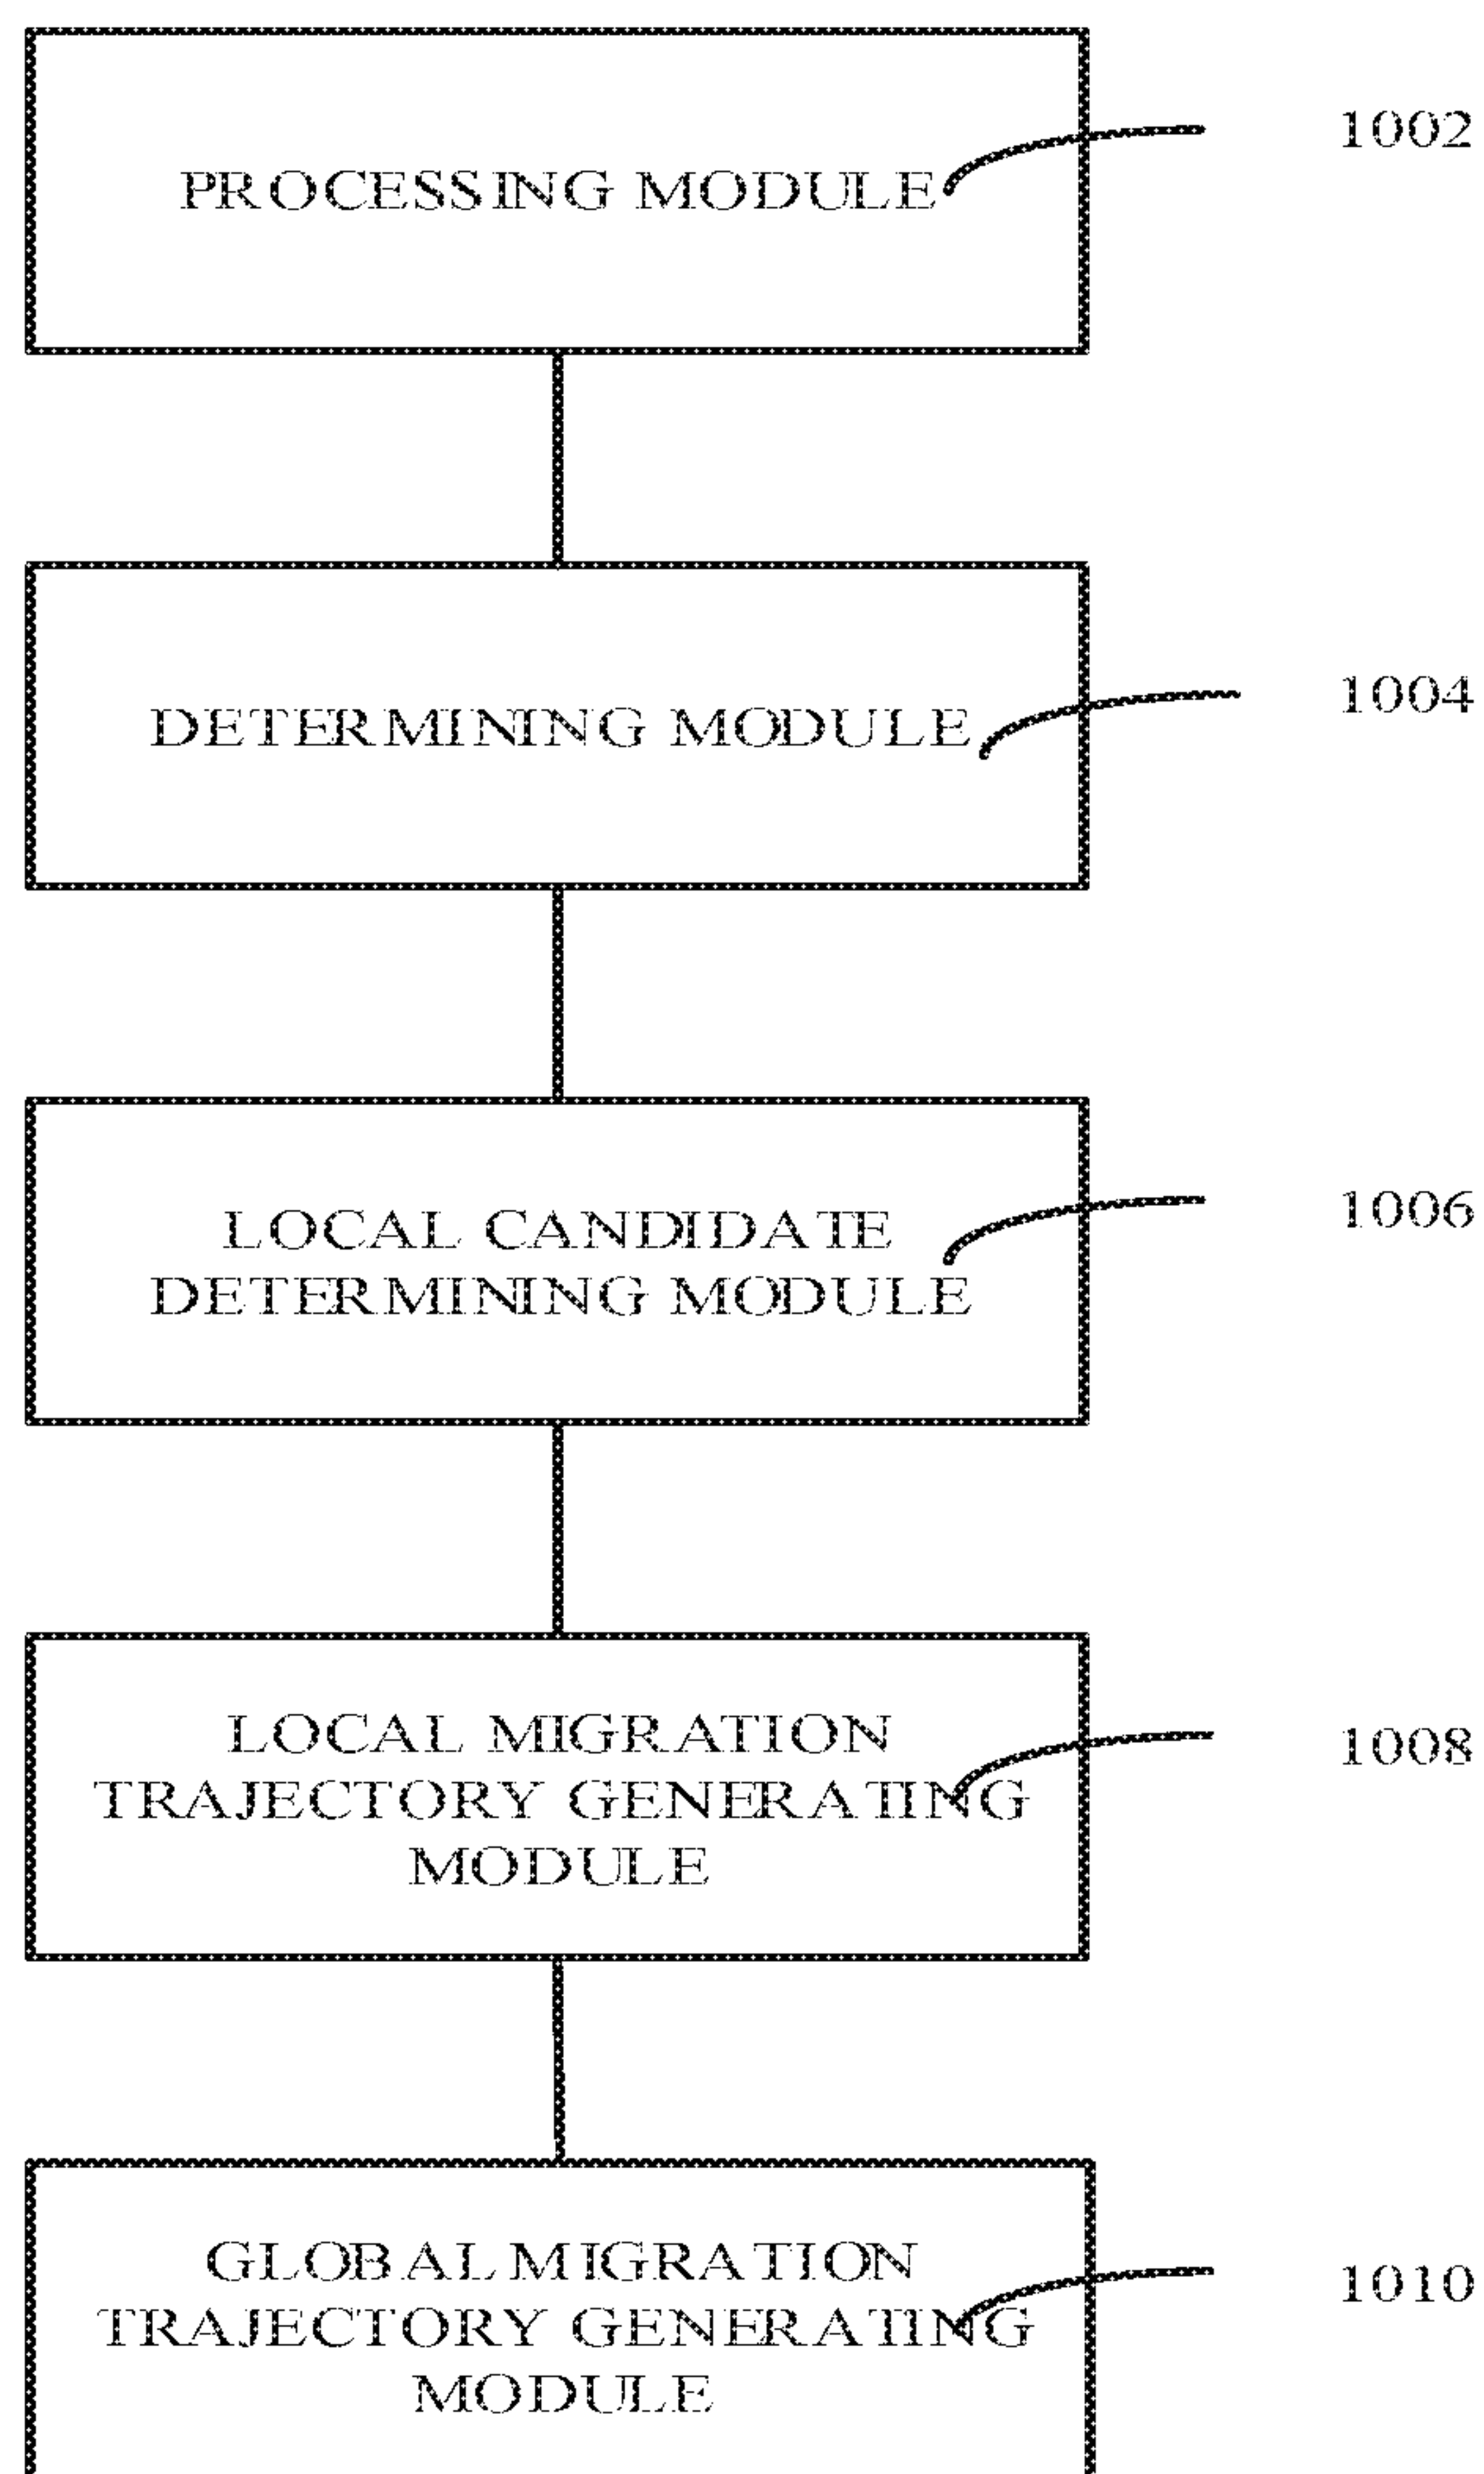 1002
PROCESSING MODULE
1004
DETERMINING MODULE
1006
LOCAL CANDIDATE
DETERMINING MODULE
1008
LOCAL MIGRATION
TRAJECTORY GENERATING
MODULE
1010
GLOBAL MIGRATION
TRAJECTORY GENERATING
MODULE